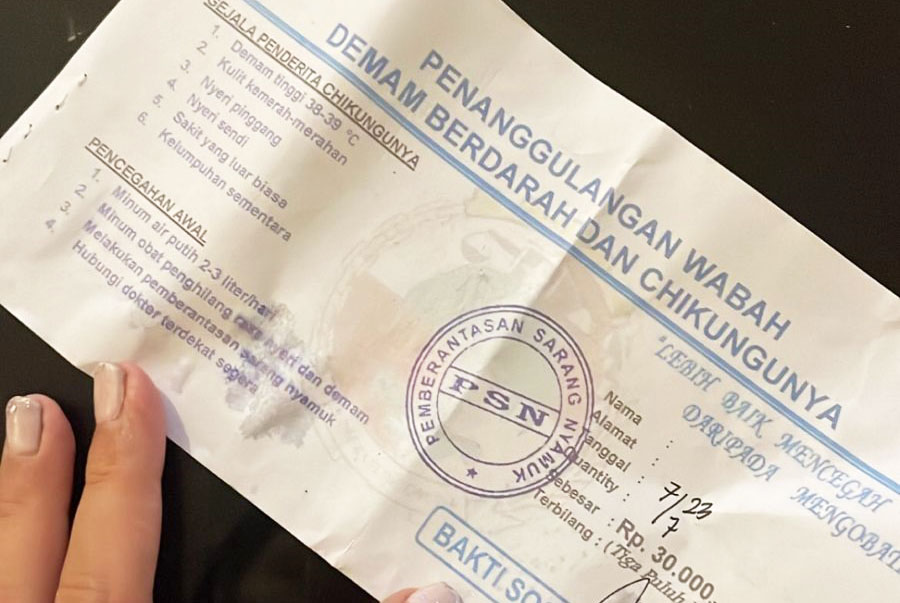 GEJALA PENDERITA CHIKUNGUNYA
1. Demam tinggi 38-39 °C
2. Kulit kemerah-merahan
3. Nyeri pinggang
4. Nyeri sendi
5. Sakit yang luar biasa
6. Kelumpuhan sementara
PENCEGAHAN AWAL
1. Minum air putih 2-3 liter/hari
2. Minum obat penghilang rasa nyeri dan demam
3. Melakukan pemberantasan sarang nyamuk
4. Hubungi dokter terdekat segera
PENANGGULANGAN WABAH
DEMAM BERDARAH DAN CHIKUNGUNYA
"LEBIH BAIK MENCEGAH
DARIPADA MENGOBA
PEMBERANTASAN SARANG NYAMUK
PSN
Nama :
Alamat :
Tanggal : 7/23
Quantity : 7
Sebesar : Rp. 30.000
Terbilang : (Tiga Puluh
BAKTI SO